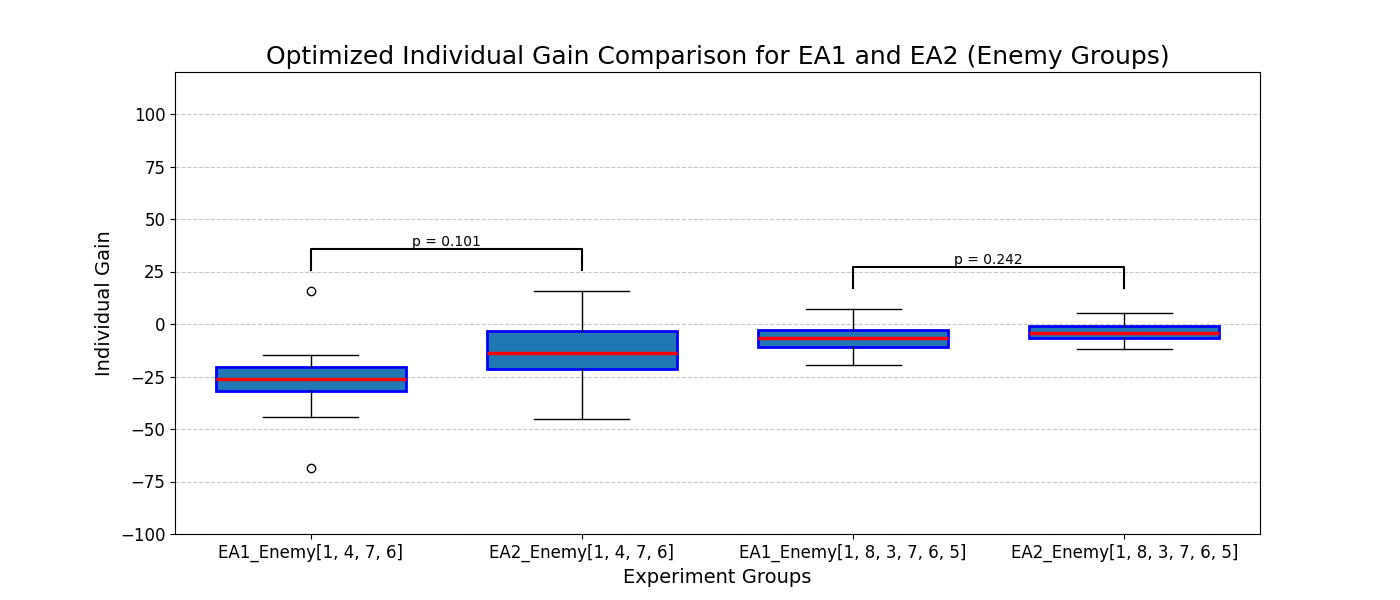 Optimized Individual Gain Comparison for EA1 and EA2 (Enemy Groups)
Individual Gain
100
75
50
25
0
−25
−50
−75
−100
p = 0.101
p = 0.242
EA1_Enemy[1, 4, 7, 6]
EA2_Enemy[1, 4, 7, 6]
EA1_Enemy[1, 8, 3, 7, 6, 5]
EA2_Enemy[1, 8, 3, 7, 6, 5]
Experiment Groups